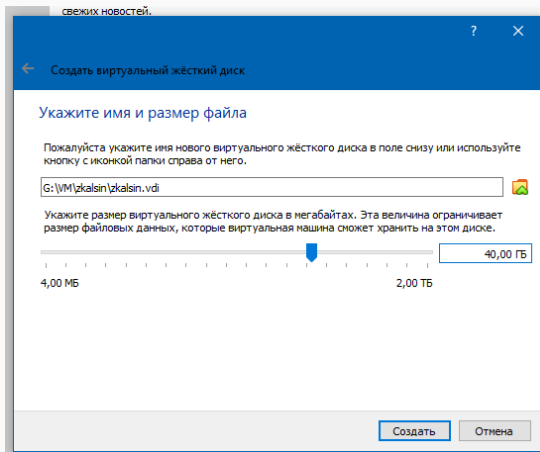 свежих новостей.
?
Создать виртуальный жёсткий диск
Укажите имя и размер файла
Пожалуйста укажите имя нового виртуального жёсткого диска в поле снизу или используйте
кнопку с иконкой папки справа от него.
G:\VM\zkalsin\zkalsin.vdi
Укажите размер виртуального жёсткого диска в мегабайтах. Эта величина ограничивает
размер файловых данных, которые виртуальная машина сможет хранить на этом диске.
40,00 ГБ
4,00 МБ 2,00 ТБ
Создать Отмена